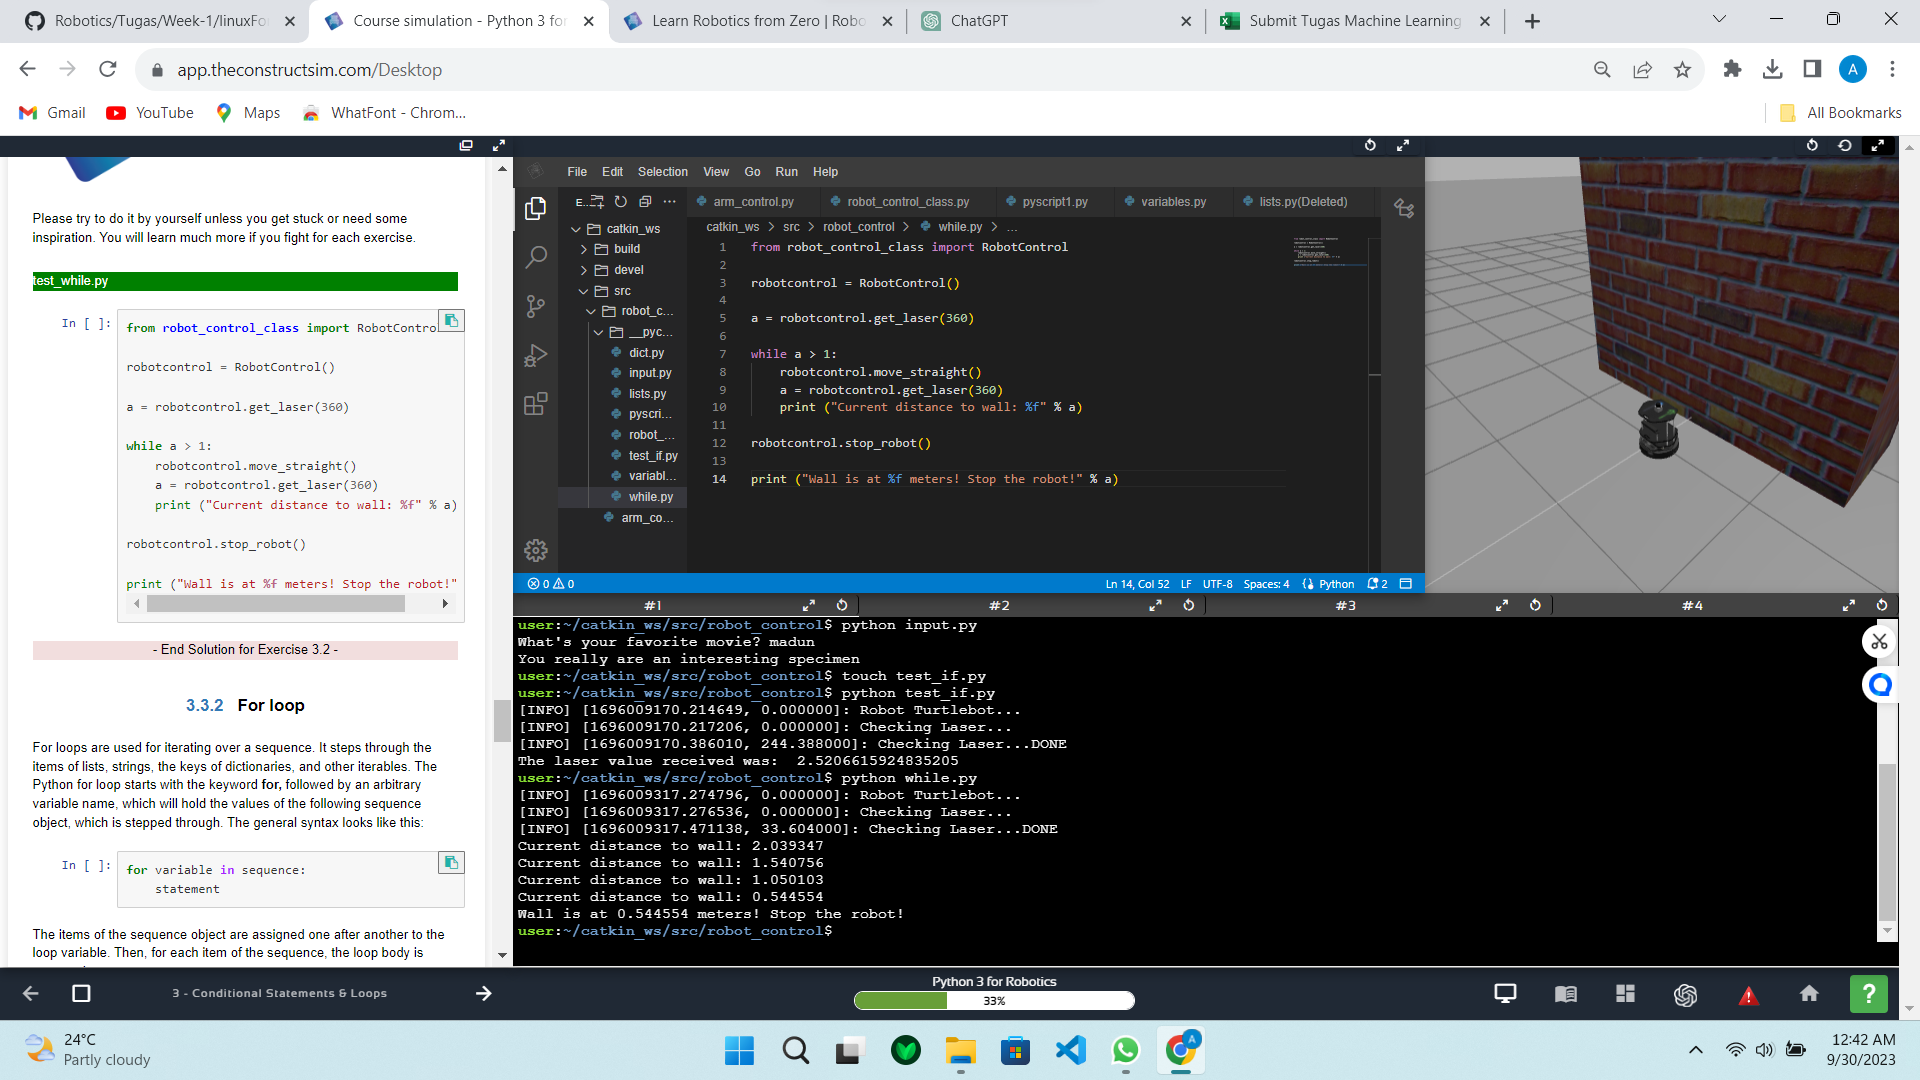 Robotics/Tugas/Week-1/linuxFo
Course simulation - Python 3 for
Learn Robotics from Zero | Robo
ChatGPT
Submit Tugas Machine Learning
app.theconstructsim.com/Desktop
A
Gmail
YouTube
Maps
WhatFont - Chrom...
All Bookmarks
Please try to do it by yourself unless you get stuck or need some
inspiration. You will learn much more if you fight for each exercise.
test_while.py
In [ ]:
from robot_control_class import RobotContro
robotcontrol = RobotControl()
a = robotcontrol.get_laser(360)
while a > 1:
robotcontrol.move_straight()
a = robotcontrol.get_laser(360)
print ("Current distance to wall: %f" % a)
robotcontrol.stop_robot()
print ("Wall is at %f meters! Stop the robot!"
- End Solution for Exercise 3.2 -
3.3.2 For loop
For loops are used for iterating over a sequence. It steps through the
items of lists, strings, the keys of dictionaries, and other iterables. The
Python for loop starts with the keyword for, followed by an arbitrary
variable name, which will hold the values of the following sequence
object, which is stepped through. The general syntax looks like this:
In [ ]:
for variable in sequence:
statement
The items of the sequence object are assigned one after another to the
loop variable. Then, for each item of the sequence, the loop body is
File Edit Selection View Go Run Help
E...
catkin_ws
build
devel
src
robot_c...
__pyc...
dict.py
input.py
lists.py
pyscri...
robot_...
test_if.py
variabl...
while.py
arm_co...
arm_control.py
robot_control_class.py
pyscript1.py
variables.py
lists.py(Deleted)
catkin_ws > src > robot_control > while.py > ...
1 from robot_control_class import RobotControl
2
3 robotcontrol = RobotControl()
4
5 a = robotcontrol.get_laser(360)
6
7 while a > 1:
8 robotcontrol.move_straight()
9 a = robotcontrol.get_laser(360)
10 print ("Current distance to wall: %f" % a)
11
12 robotcontrol.stop_robot()
13
14 print ("Wall is at %f meters! Stop the robot!" % a)
0 0
Ln 14, Col 52 LF UTF-8 Spaces: 4 Python 2
#1
#2
#3
#4
user:~/catkin_ws/src/robot_control$ python input.py
What's your favorite movie? madun
You really are an interesting specimen
user:~/catkin_ws/src/robot_control$ touch test_if.py
user:~/catkin_ws/src/robot_control$ python test_if.py
[INFO] [1696009170.214649, 0.000000]: Robot Turtlebot...
[INFO] [1696009170.217206, 0.000000]: Checking Laser...
[INFO] [1696009170.386010, 244.388000]: Checking Laser...DONE
The laser value received was:  2.5206615924835205
user:~/catkin_ws/src/robot_control$ python while.py
[INFO] [1696009317.274796, 0.000000]: Robot Turtlebot...
[INFO] [1696009317.276536, 0.000000]: Checking Laser...
[INFO] [1696009317.471138, 33.604000]: Checking Laser...DONE
Current distance to wall: 2.039347
Current distance to wall: 1.540756
Current distance to wall: 1.050103
Current distance to wall: 0.544554
Wall is at 0.544554 meters! Stop the robot!
user:~/catkin_ws/src/robot_control$
3 - Conditional Statements & Loops
Python 3 for Robotics
33%
?
24°C
Partly cloudy
A
12:42 AM
9/30/2023